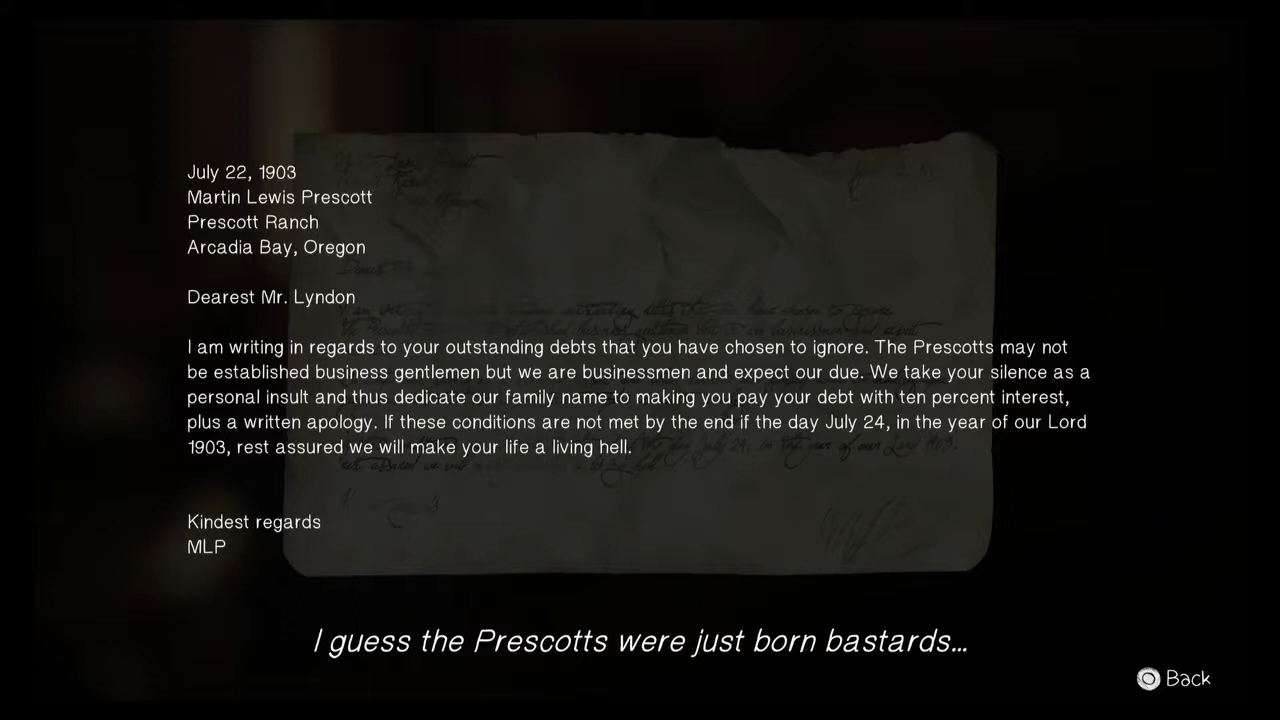 July 22, 1903
Martin Lewis Prescott
Prescott Ranch
Arcadia Bay, Oregon
Dearest Mr. Lyndon
I am writing in regards to your outstanding debts that you have chosen to ignore. The Prescotts may not
be established business gentlemen but we are businessmen and expect our due. We take your silence as a
personal insult and thus dedicate our family name to making you pay your debt with ten percent interest,
plus a written apology. If these conditions are not met by the end if the day July 24, in the year of our Lord
1903, rest assured we will make your life a living hell.
Kindest regards
MLP
I guess the Prescotts were just born bastards...
Back